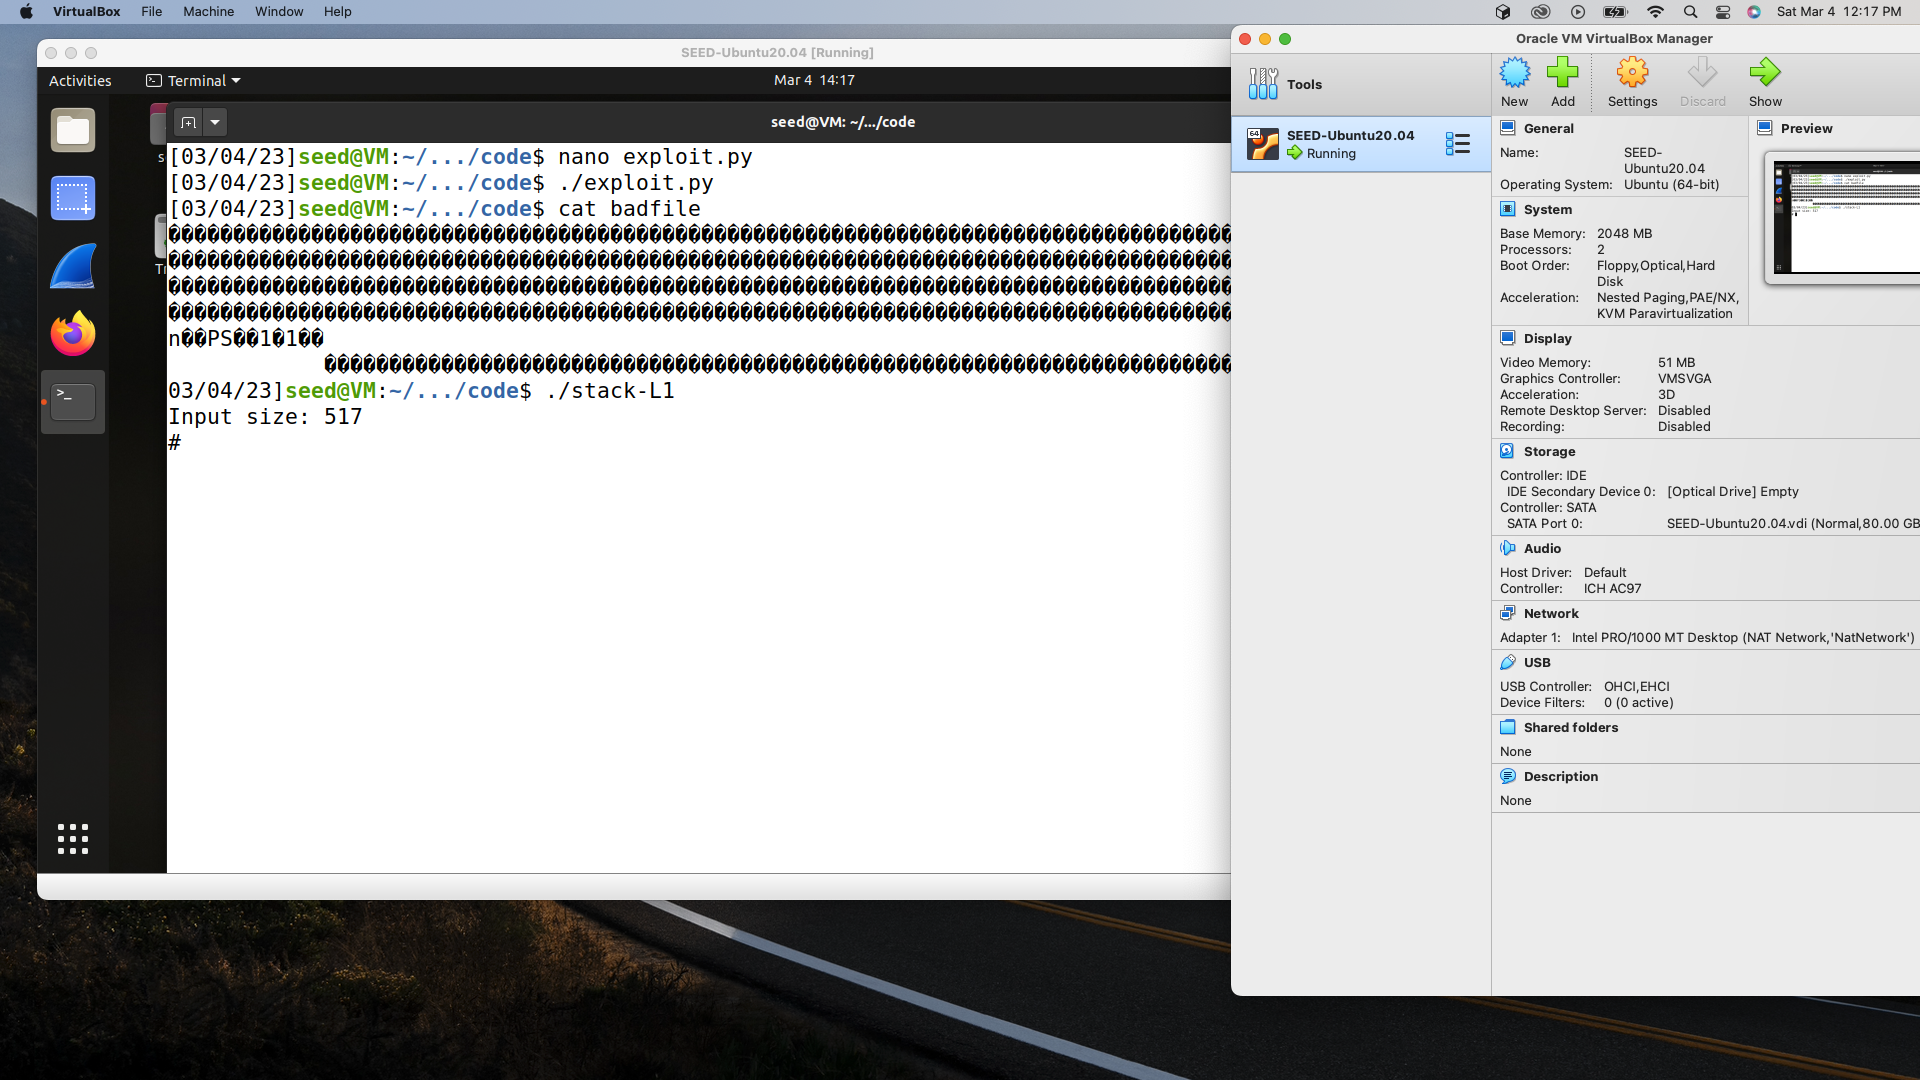 VirtualBox File Machine Window Help
Sat Mar 4 12:17 PM
SEED-Ubuntu20.04 [Running]
Activities
Terminal
Mar 4 14:17
seed@VM: ~/.../code
[03/04/23]seed@VM:~/.../code$ nano exploit.py
[03/04/23]seed@VM:~/.../code$ ./exploit.py
[03/04/23]seed@VM:~/.../code$ cat badfile
n��PS��1�1��
03/04/23]seed@VM:~/.../code$ ./stack-L1
Input size: 517
#
Oracle VM VirtualBox Manager
Tools
New Add Settings Discard Show
64
SEED-Ubuntu20.04
Running
General
Name: SEED-
Ubuntu20.04
Operating System: Ubuntu (64-bit)
Preview
System
Base Memory: 2048 MB
Processors: 2
Boot Order: Floppy,Optical,Hard
Disk
Acceleration: Nested Paging,PAE/NX,
KVM Paravirtualization
Display
Video Memory: 51 MB
Graphics Controller: VMSVGA
Acceleration: 3D
Remote Desktop Server: Disabled
Recording: Disabled
Storage
Controller: IDE
IDE Secondary Device 0: [Optical Drive] Empty
Controller: SATA
SATA Port 0: SEED-Ubuntu20.04.vdi (Normal,80.00 GB
Audio
Host Driver: Default
Controller: ICH AC97
Network
Adapter 1: Intel PRO/1000 MT Desktop (NAT Network,'NatNetwork')
USB
USB Controller: OHCI,EHCI
Device Filters: 0 (0 active)
Shared folders
None
Description
None